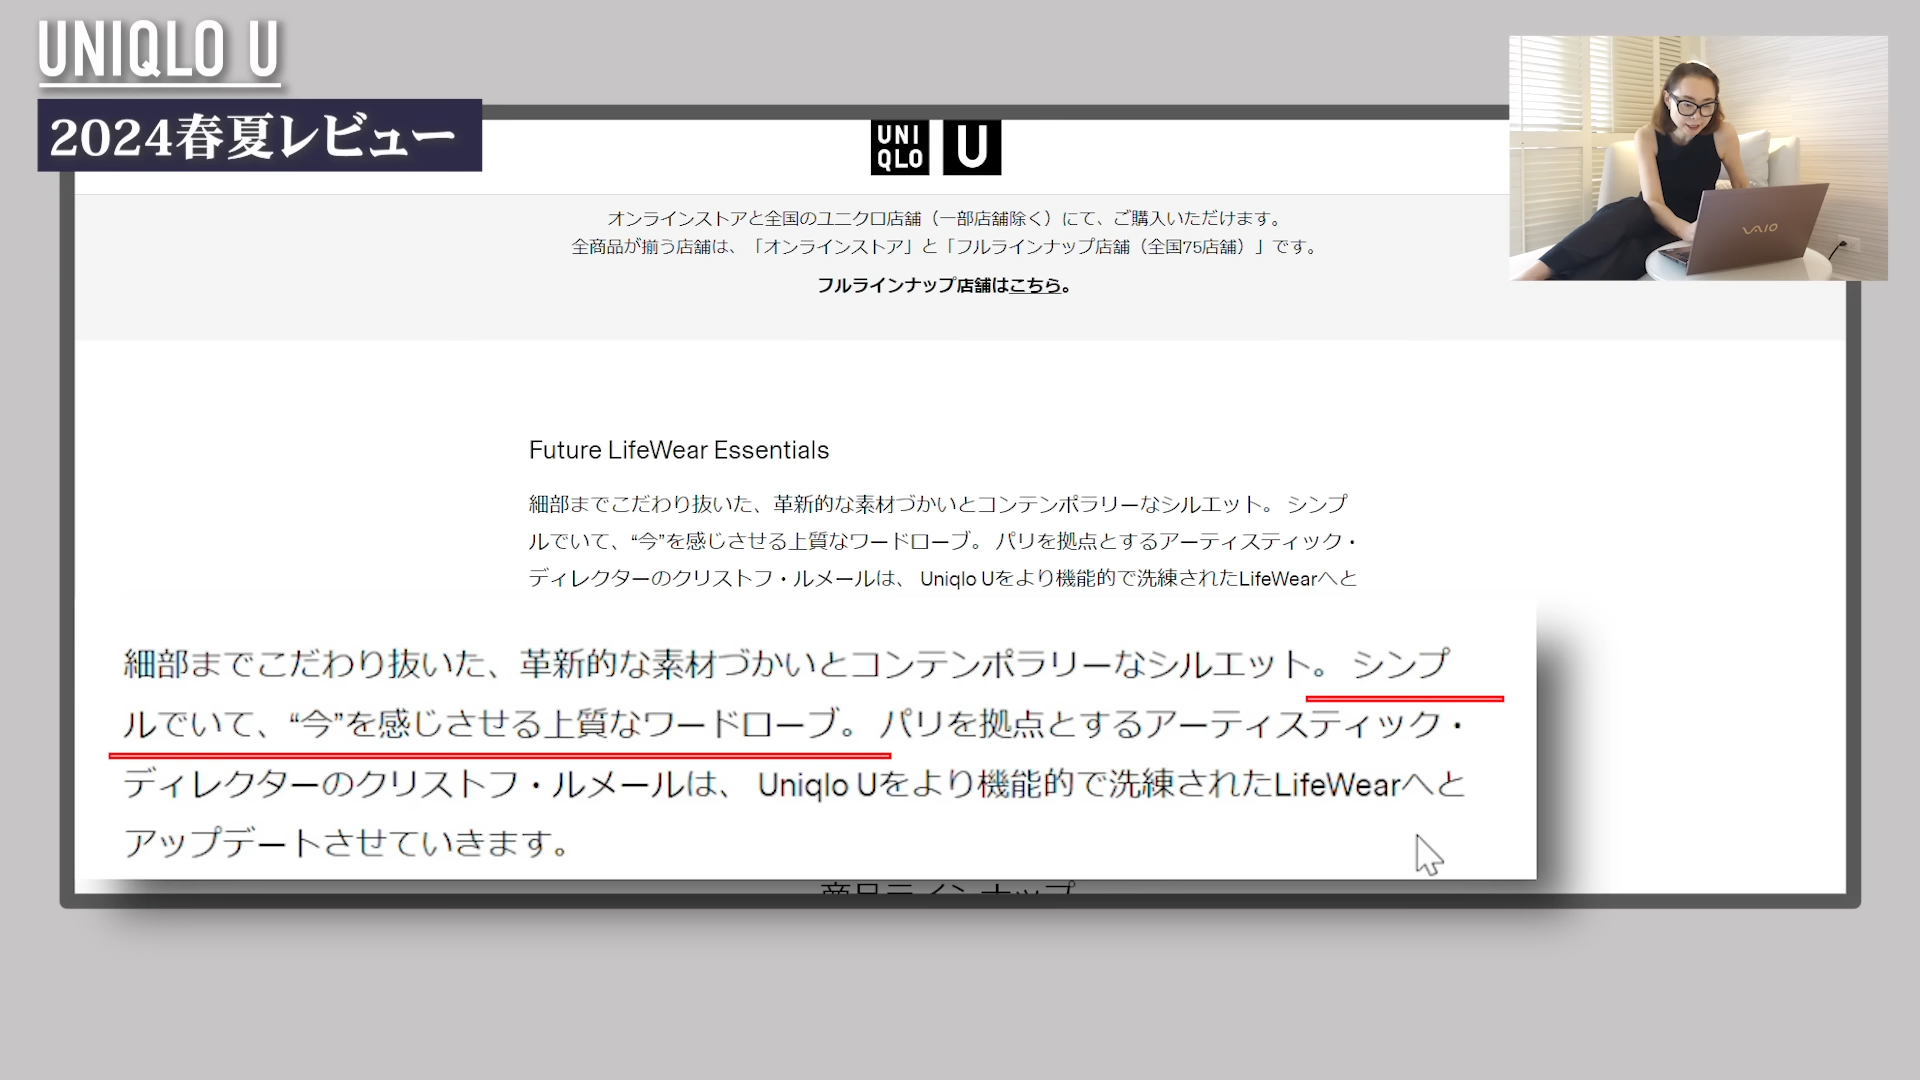 UNIQLO U
2024春夏レビュー
UNI
QLO
U
オンラインストアと全国のユニクロ店舗（一部店舗除く）にて、ご購入いただけます。
全商品が揃う店舗は、「オンラインストア」と「フルラインナップ店舗（全国75店舗）」です。
フルラインナップ店舗はこちら。
Future LifeWear Essentials
細部までこだわり抜いた、革新的な素材づかいとコンテンポラリーなシルエット。 シンプ
ルでいて、“今”を感じさせる上質なワードローブ。 パリを拠点とするアーティスティック・
ディレクターのクリストフ・ルメールは、 Uniqlo Uをより機能的で洗練されたLifeWearへと
細部までこだわり抜いた、革新的な素材づかいとコンテンポラリーなシルエット。 シンプ
ルでいて、“今”を感じさせる上質なワードローブ。 パリを拠点とするアーティスティック・
ディレクターのクリストフ・ルメールは、 Uniqlo Uをより機能的で洗練されたLifeWearへと
アップデートさせていきます。
商品ラインナップ
VAIO